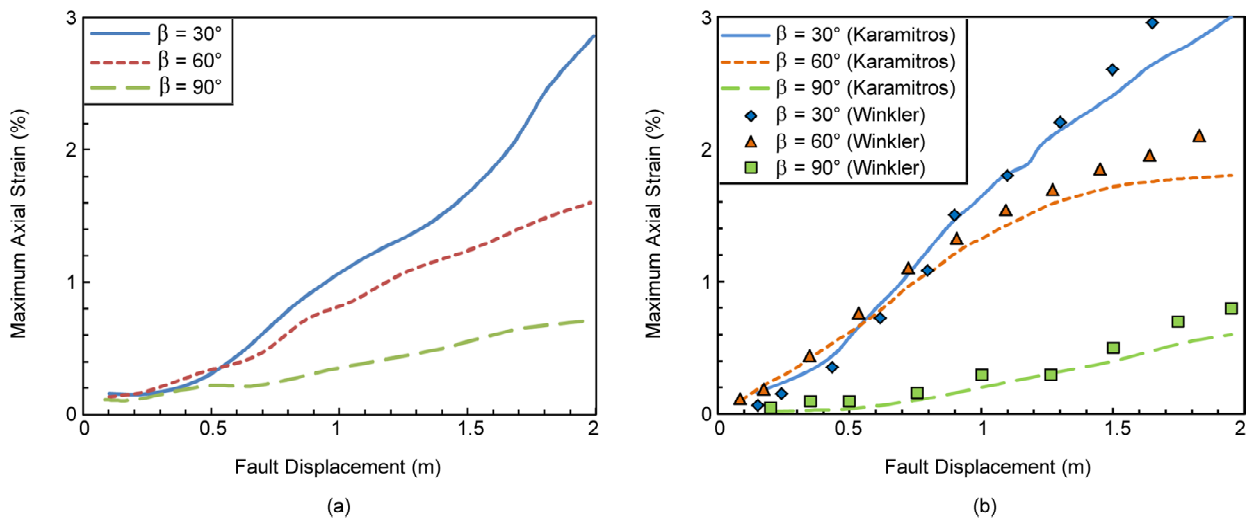 β = 30°
β = 60°
β = 90°
3
2
1
0
0
0.5
1
1.5
2
Maximum Axial Strain (%)
Fault Displacement (m)
(a)
β = 30° (Karamitros)
β = 60° (Karamitros)
β = 90° (Karamitros)
β = 30° (Winkler)
β = 60° (Winkler)
β = 90° (Winkler)
3
2
1
0
0
0.5
1
1.5
2
Maximum Axial Strain (%)
Fault Displacement (m)
(b)